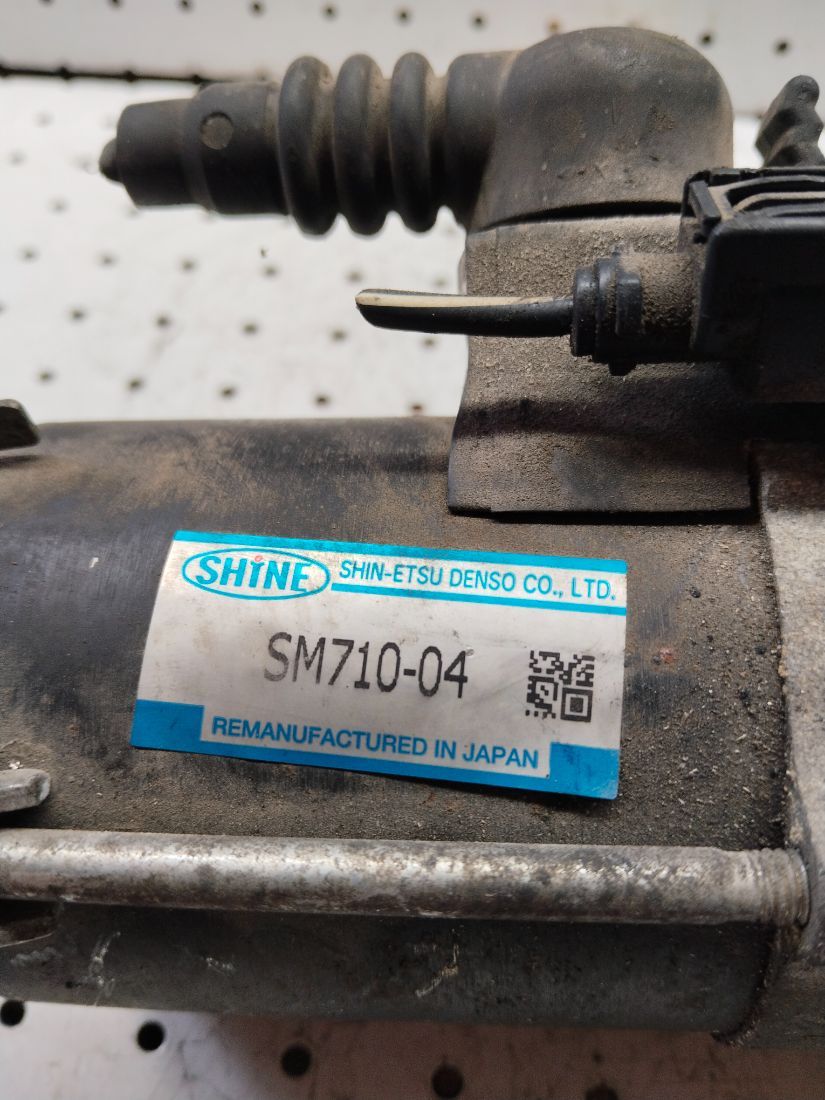 SHiNE
SHIN-ETSU DENSO CO., LTD.
SM710-04
REMANUFACTURED IN JAPAN